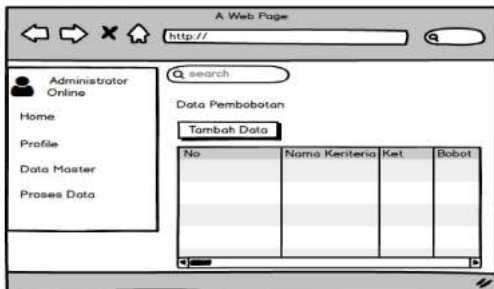 A Web Page
http://
Administrator
Online
Home
Profile
Data Master
Proses Data
search
Data Pembobotan
Tambah Data
No Nama Keriteria Ket Bobot